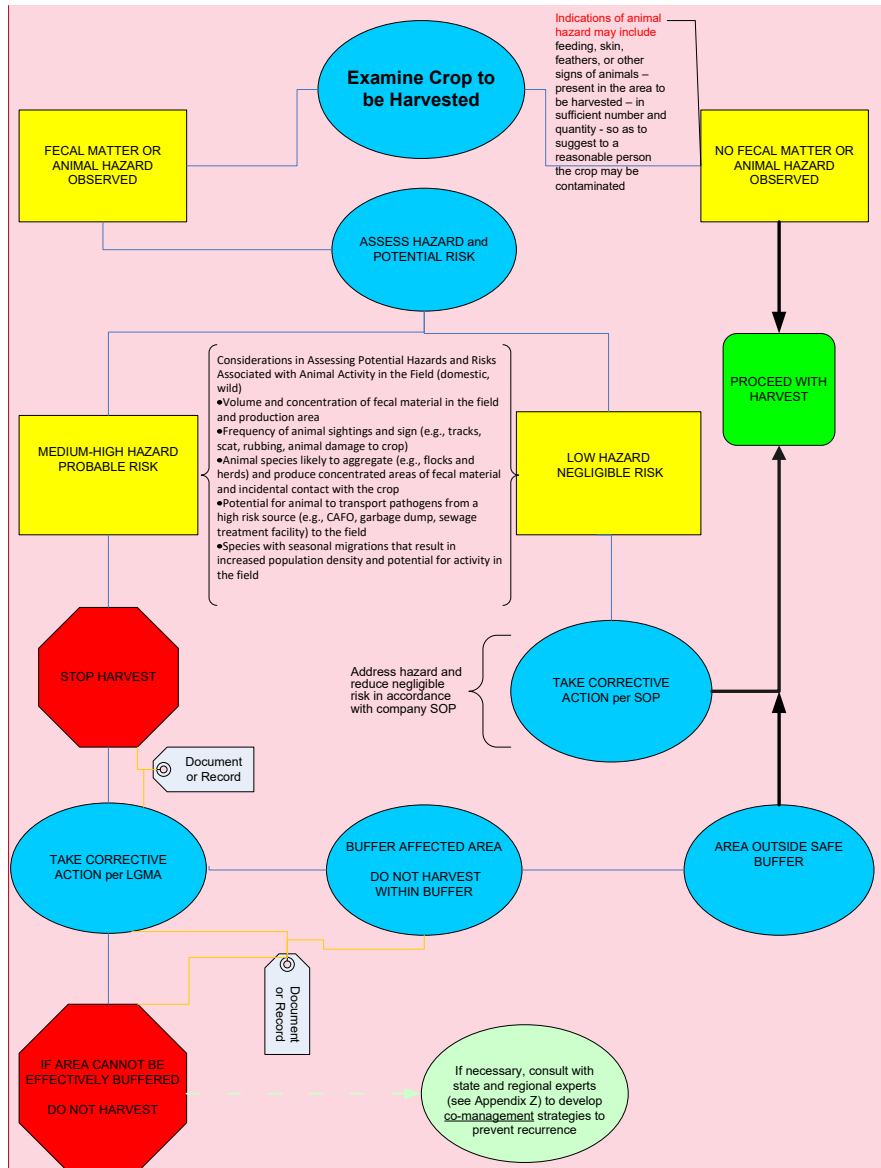 Examine Crop to
be Harvested
Indications of animal
hazard may include
feeding, skin,
feathers, or other
signs of animals –
present in the area
to be harvested – in
sufficient number and
quantity - so as to
suggest to a
reasonable person
the crop may be
contaminated
FECAL MATTER OR
ANIMAL HAZARD
OBSERVED
NO FECAL MATTER OR
ANIMAL HAZARD
OBSERVED
ASSESS HAZARD and
POTENTIAL RISK
PROCEED WITH
HARVEST
MEDIUM-HIGH HAZARD
PROBABLE RISK
Considerations in Assessing Potential Hazards and Risks
Associated with Animal Activity in the Field (domestic,
wild)
•Volume and concentration of fecal material in the field
and production area
•Frequency of animal sightings and sign (e.g., tracks,
scat, rubbing, animal damage to crop)
•Animal species likely to aggregate (e.g., flocks and
herds) and produce concentrated areas of fecal material
and incidental contact with the crop
•Potential for animal to transport pathogens from a
high risk source (e.g., CAFO, garbage dump, sewage
treatment facility) to the field
•Species with seasonal migrations that result in
increased population density and potential for activity in
the field
LOW HAZARD
NEGLIGIBLE RISK
STOP HARVEST
Address hazard and
reduce negligible
risk in accordance
with company SOP
TAKE CORRECTIVE
ACTION per SOP
Document
or Record
TAKE CORRECTIVE
ACTION per LGMA
BUFFER AFFECTED AREA
DO NOT HARVEST
WITHIN BUFFER
AREA OUTSIDE SAFE
BUFFER
Document
or Record
IF AREA CANNOT BE
EFFECTIVELY BUFFERED
DO NOT HARVEST
If necessary, consult with
state and regional experts
(see Appendix Z) to develop
co-management strategies to
prevent recurrence